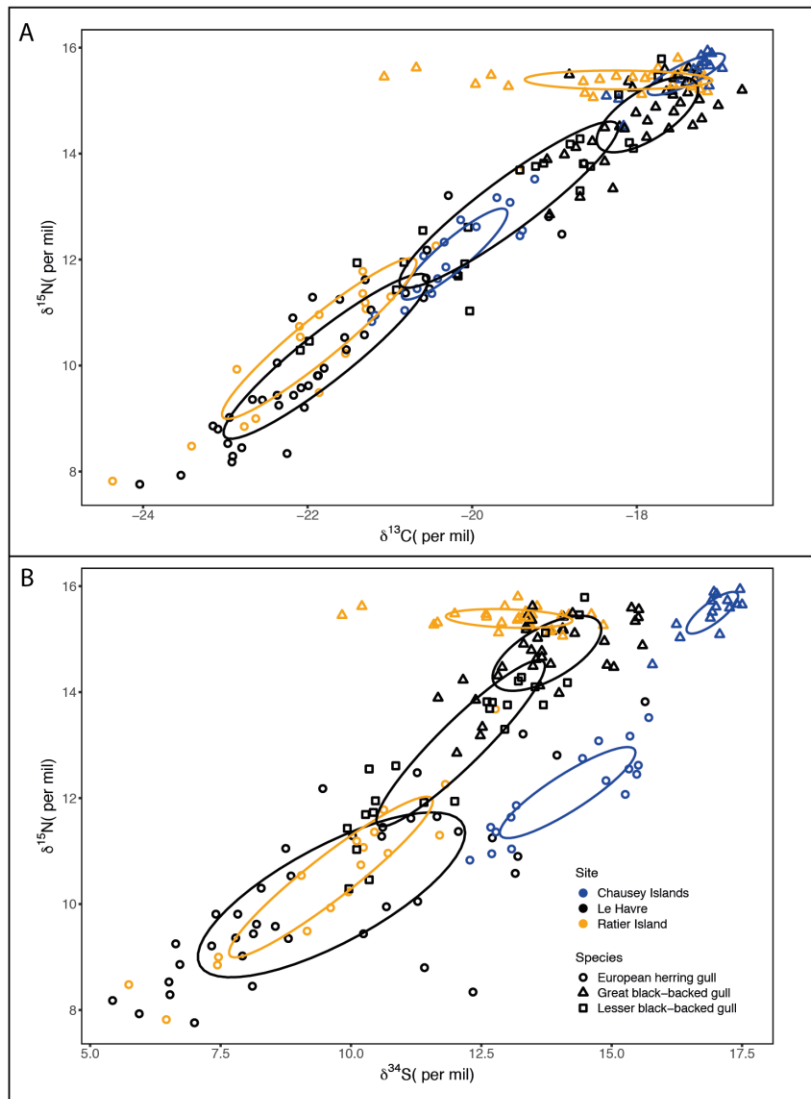 A
16
14
12
10
8
δ15N( per mil)
−24
−22
−20
−18
δ13C( per mil)
B
16
14
12
10
8
δ15N( per mil)
Site
Chausey Islands
Le Havre
Ratier Island
Species
European herring gull
Great black−backed gull
Lesser black−backed gull
5.0
7.5
10.0
12.5
15.0
17.5
δ34S( per mil)